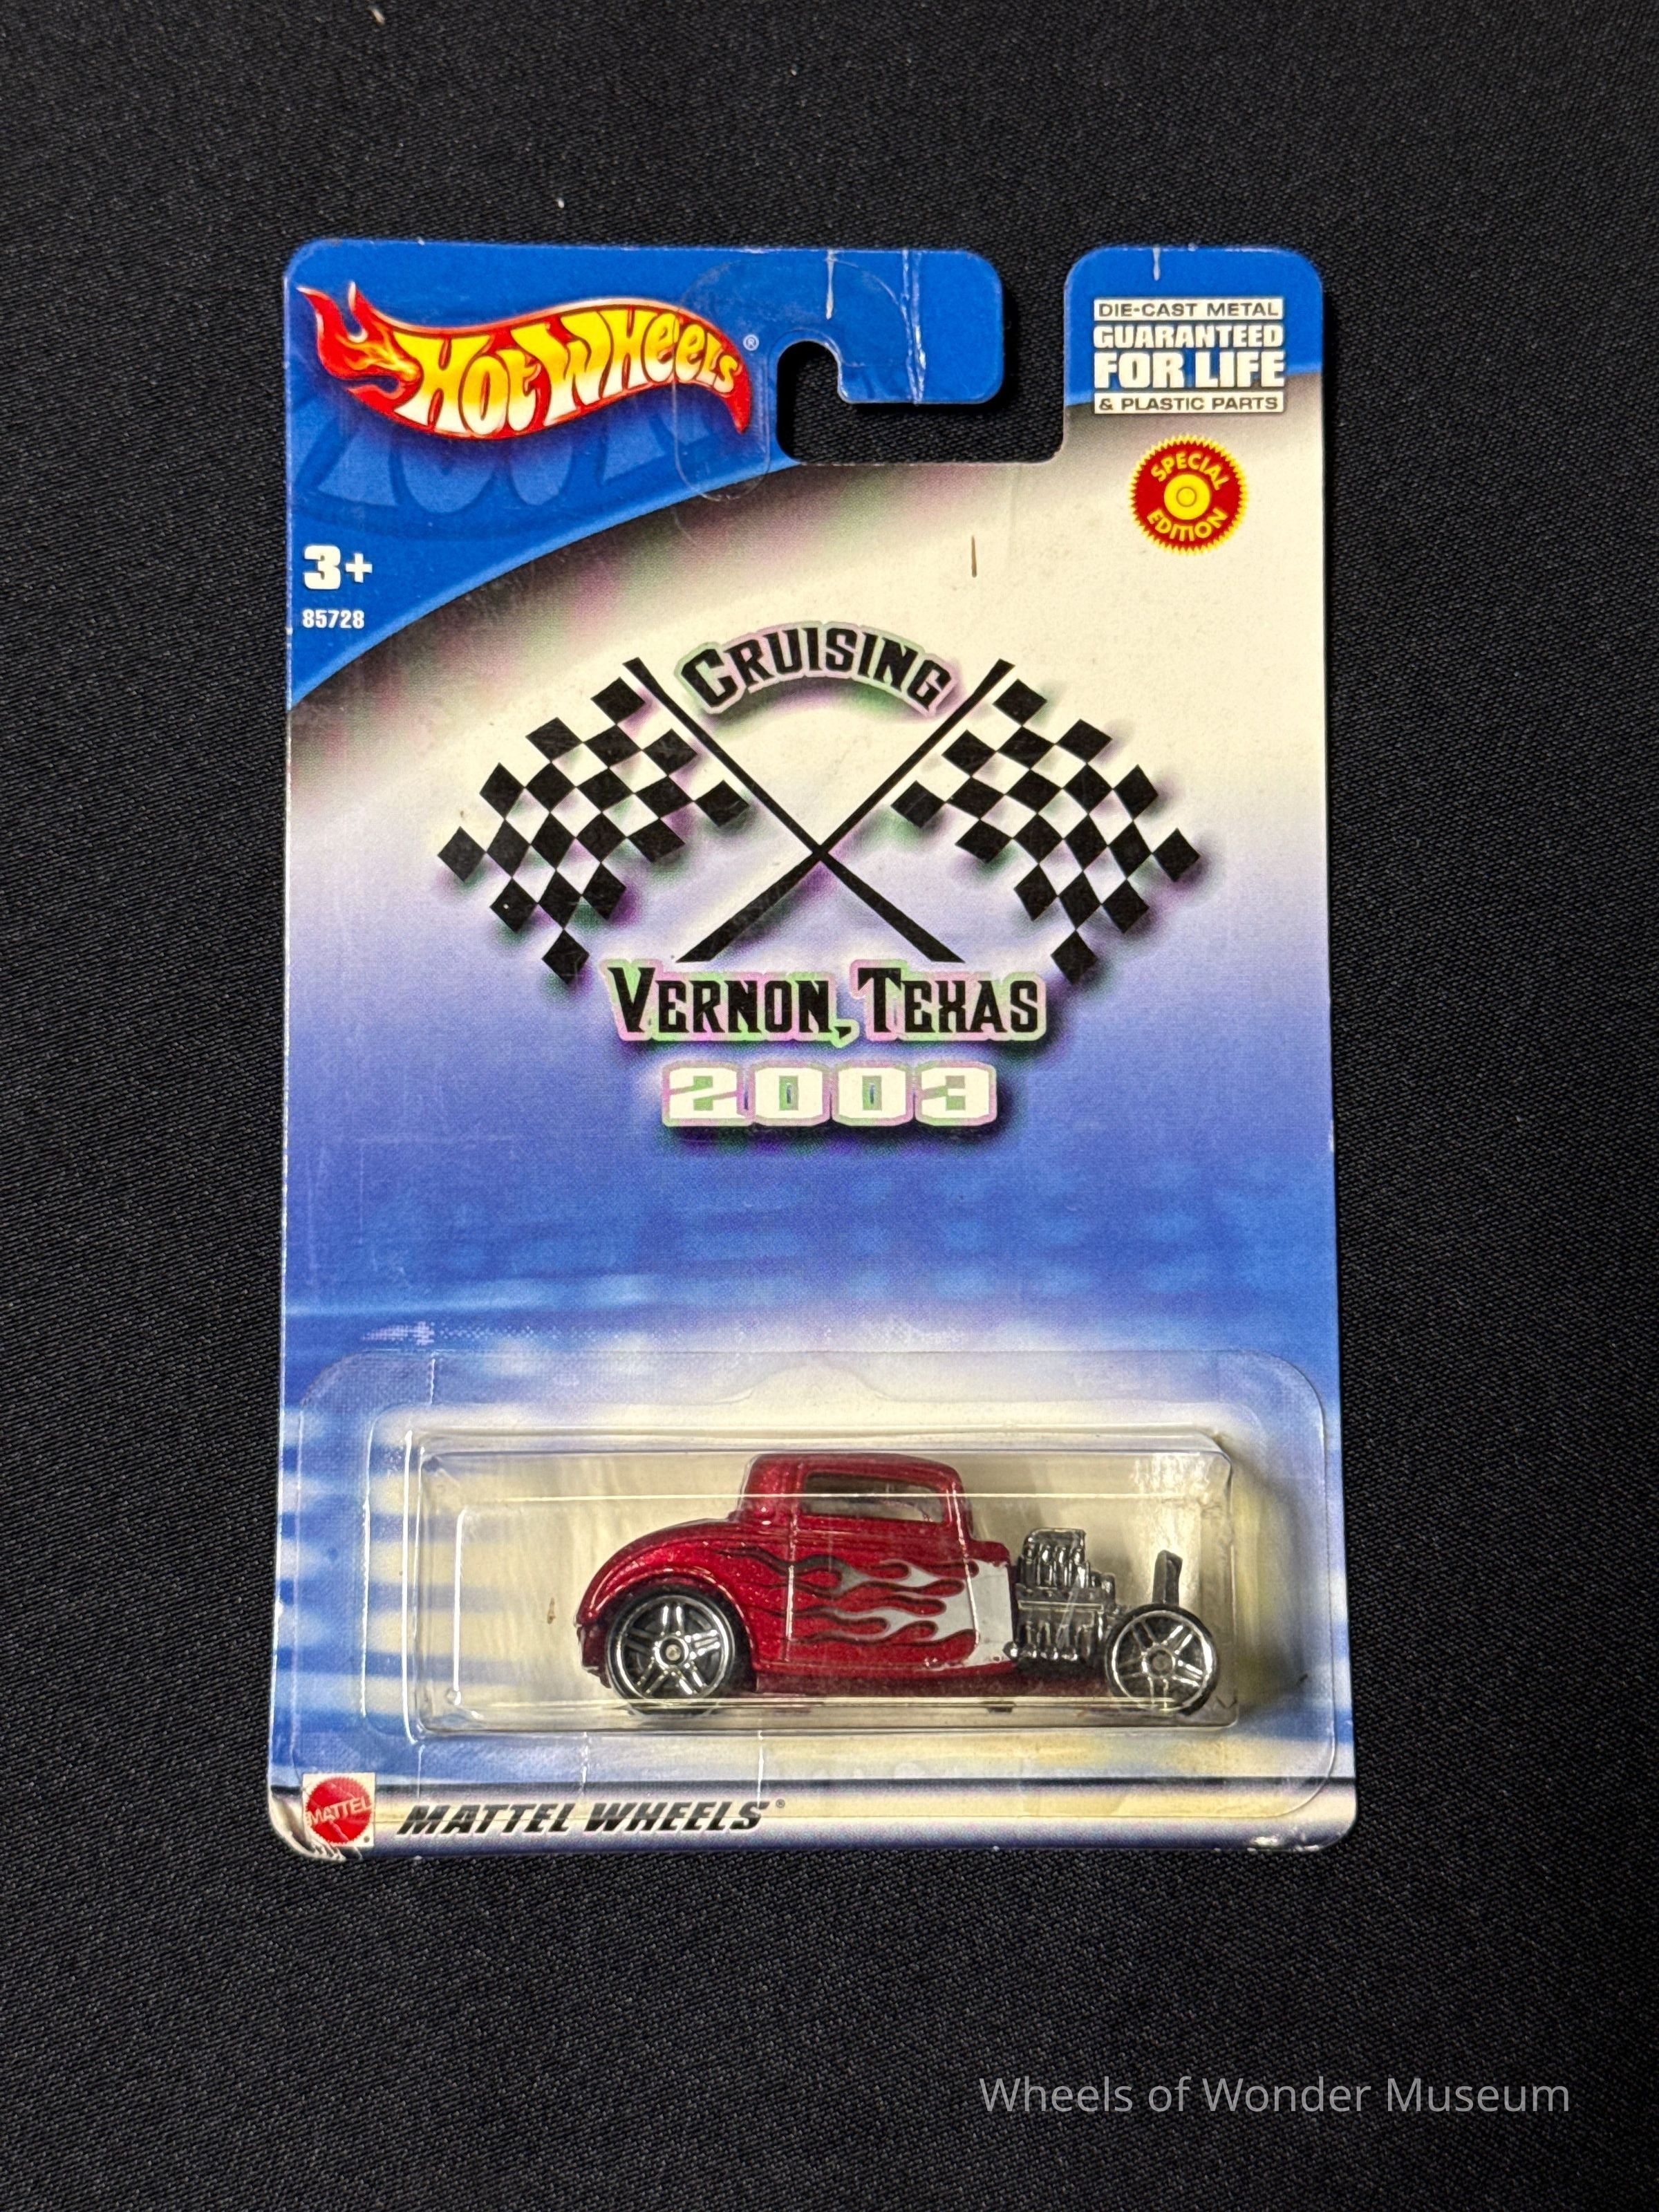 HOT WHEELS®
DIE-CAST METAL
GUARANTEED
FOR LIFE
& PLASTIC PARTS
SPECIAL
EDITION
3+
85728
CRUISING
VERNON, TEXAS
2003
MATTEL
MATTEL WHEELS®
Wheels of Wonder Museum